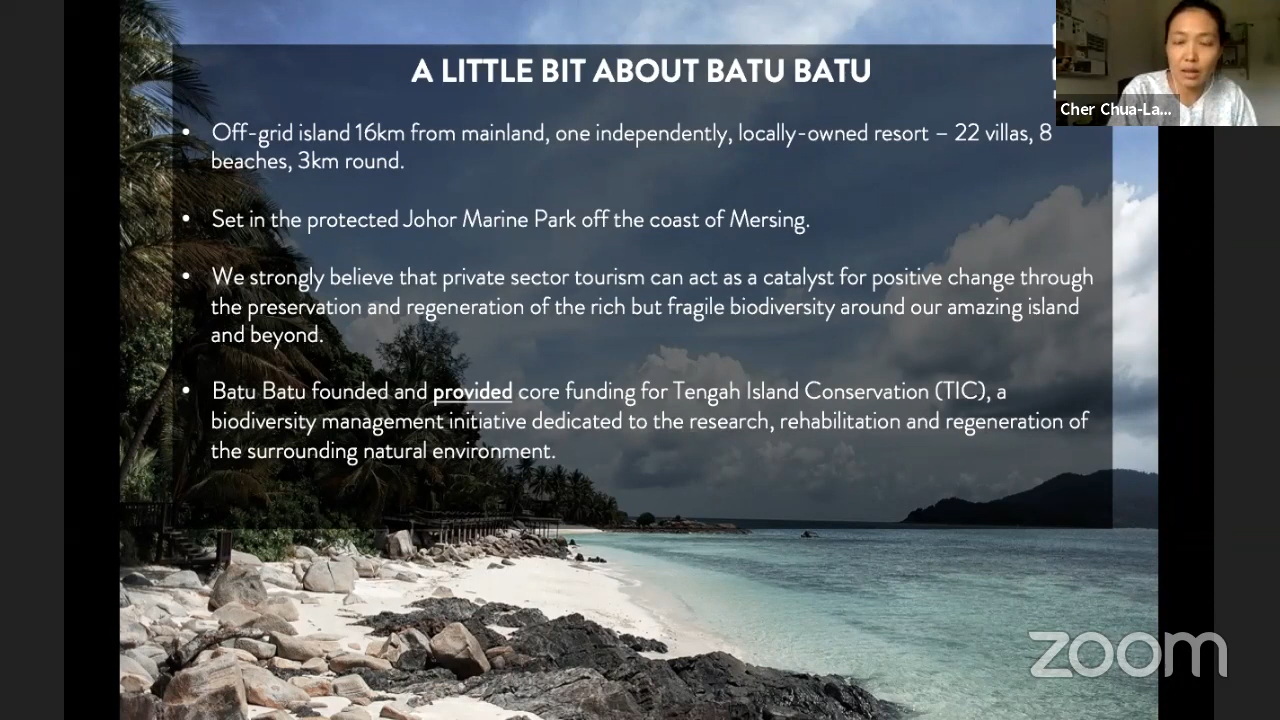 A LITTLE BIT ABOUT BATU BATU
Cher Chua-La...
• Off-grid island 16km from mainland, one independently, locally-owned resort – 22 villas, 8
beaches, 3km round.
• Set in the protected Johor Marine Park off the coast of Mersing.
• We strongly believe that private sector tourism can act as a catalyst for positive change through
the preservation and regeneration of the rich but fragile biodiversity around our amazing island
and beyond.
• Batu Batu founded and provided core funding for Tengah Island Conservation (TIC), a
biodiversity management initiative dedicated to the research, rehabilitation and regeneration of
the surrounding natural environment.
zoom